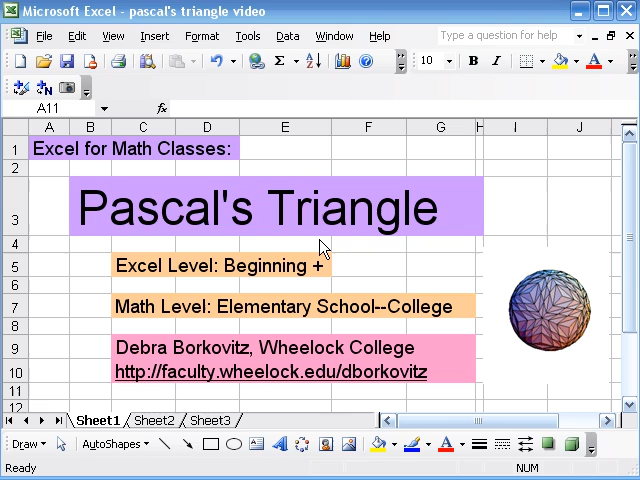 Microsoft Excel - pascal's triangle video
File Edit View Insert Format Tools Data Window Help Type a question for help
10 B I A
A11 fx
A B C D E F G H I J
1 Excel for Math Classes:
2
3 Pascal's Triangle
4
5 Excel Level: Beginning +
6
7 Math Level: Elementary School--College
8
9 Debra Borkovitz, Wheelock College
10 http://faculty.wheelock.edu/dborkovitz
11
12
Sheet1 Sheet2 Sheet3
Draw AutoShapes A A
Ready NUM